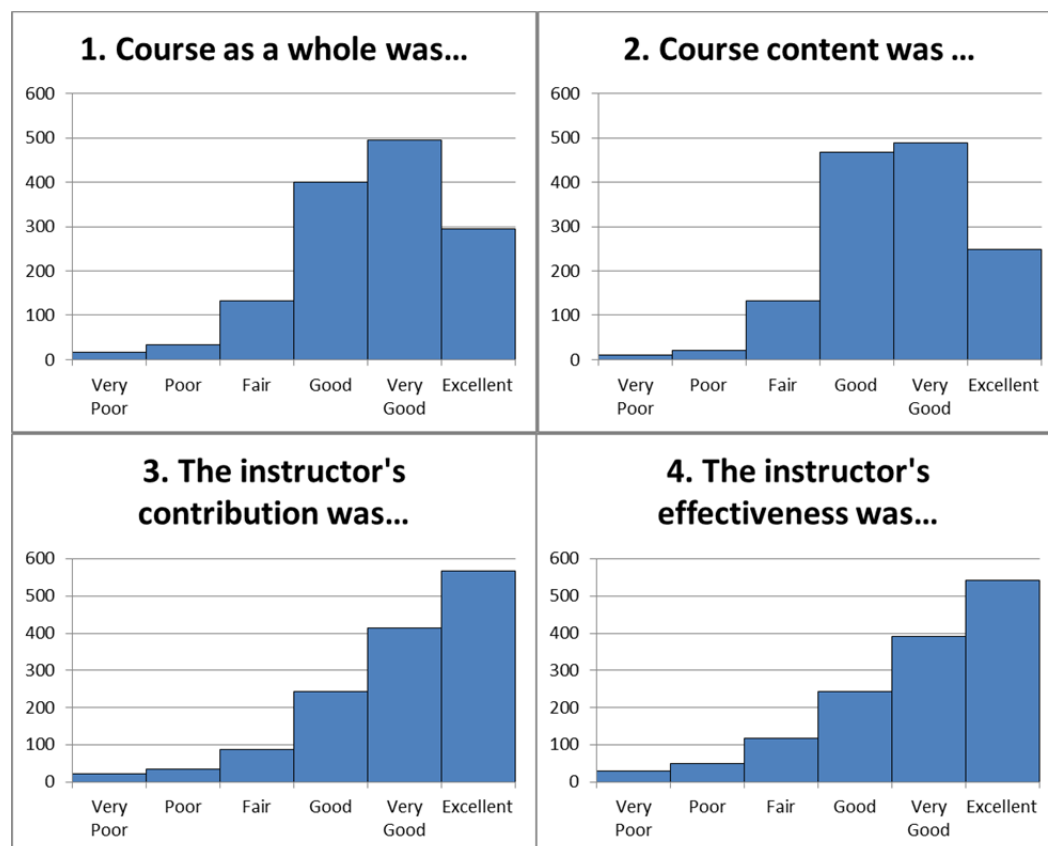 1. Course as a whole was...
600
500
400
300
200
100
0
Very Poor Fair Good Very Excellent
Poor Good
2. Course content was ...
600
500
400
300
200
100
0
Very Poor Fair Good Very Excellent
Poor Good
3. The instructor's
contribution was...
600
500
400
300
200
100
0
Very Poor Fair Good Very Excellent
Poor Good
4. The instructor's
effectiveness was...
600
500
400
300
200
100
0
Very Poor Fair Good Very Excellent
Poor Good